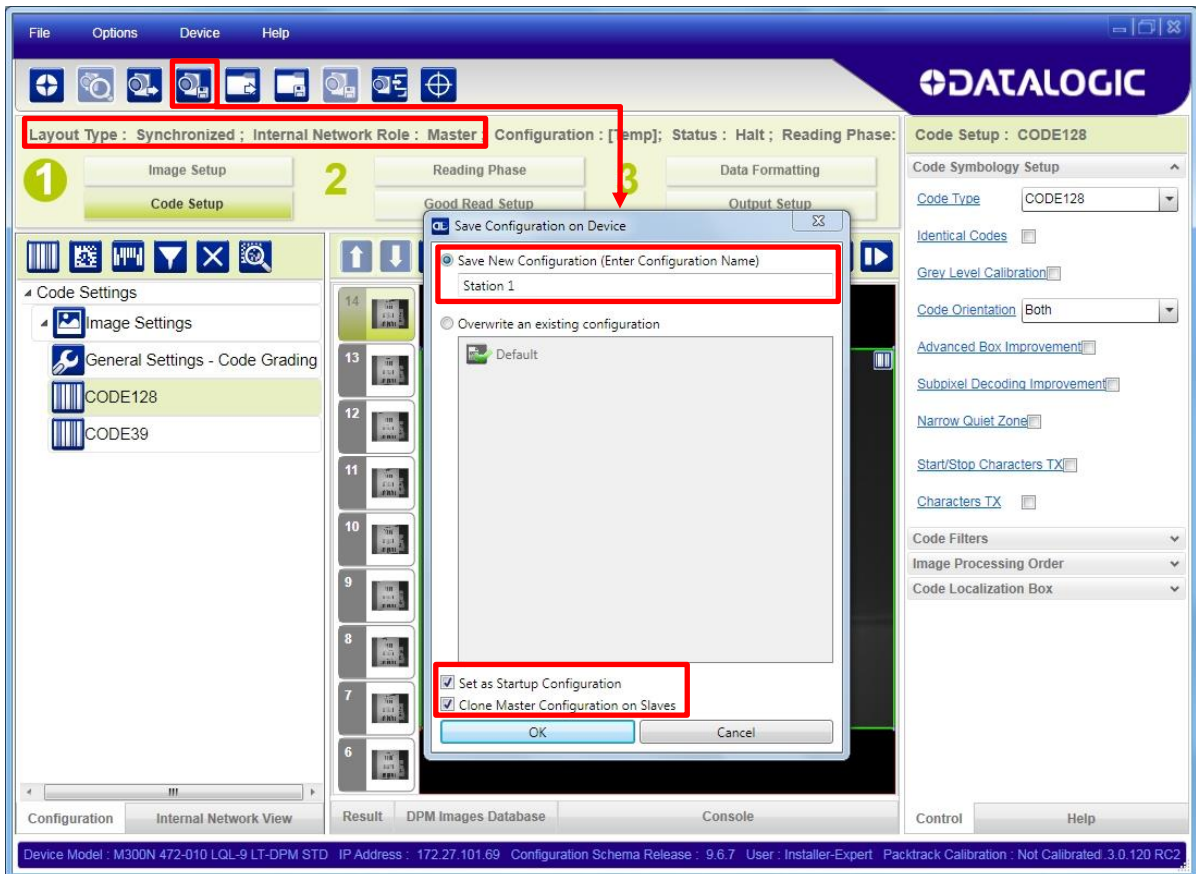 File Options Device Help
DATALOGIC
Layout Type : Synchronized ; Internal Network Role : Master ; Configuration : [Temp]; Status : Halt ; Reading Phase:
1 Image Setup 2 Reading Phase 3 Data Formatting
Code Setup Good Read Setup Output Setup
Code Settings
Image Settings
General Settings - Code Grading
CODE128
CODE39
Configuration Internal Network View
14
13
12
11
10
9
8
7
6
Save Configuration on Device
Save New Configuration (Enter Configuration Name)
Station 1
Overwrite an existing configuration
Default
Set as Startup Configuration
Clone Master Configuration on Slaves
OK Cancel
Result DPM Images Database Console
Code Setup : CODE128
Code Symbology Setup
Code Type CODE128
Identical Codes
Grey Level Calibration
Code Orientation Both
Advanced Box Improvement
Subpixel Decoding Improvement
Narrow Quiet Zone
Start/Stop Characters TX
Characters TX
Code Filters
Image Processing Order
Code Localization Box
Control Help
Device Model : M300N 472-010 LQL-9 LT-DPM STD IP Address : 172.27.101.69 Configuration Schema Release : 9.6.7 User : Installer-Expert Packtrack Calibration : Not Calibrated .3.0.120 RC2